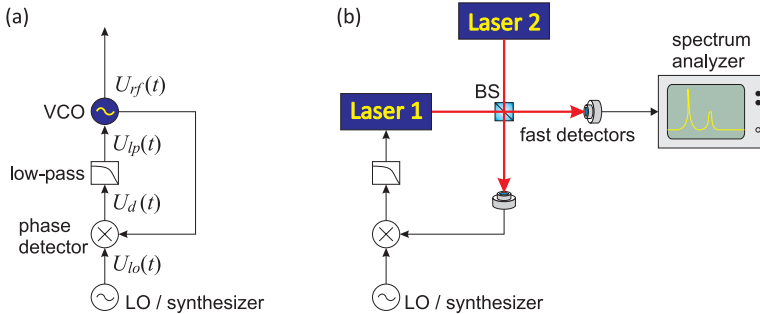 (a)
U_rf(t)
VCO
U_lp(t)
low-pass
U_d(t)
phase
detector
U_lo(t)
LO / synthesizer
(b)
Laser 2
spectrum
analyzer
BS
Laser 1
fast detectors
LO / synthesizer